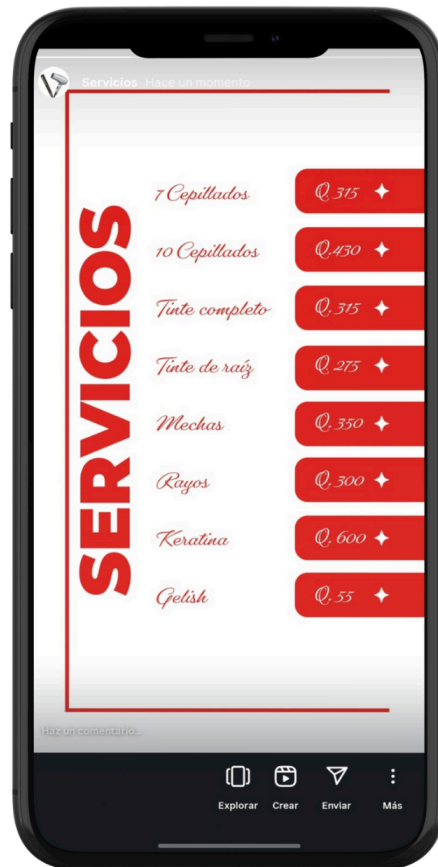 Servicios Hace un momento
SERVICIOS
7 Cepillados Q.315
10 Cepillados Q.430
Tinte completo Q.315
Tinte de raíz Q.275
Mechas Q.350
Rayos Q.300
Keratina Q.600
Gelish Q.55
Haz un comentario...
Explorar Crear Enviar Más